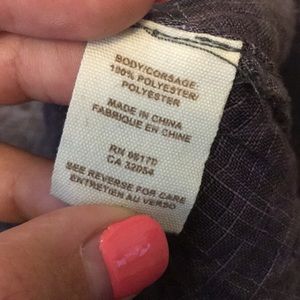 BODY/CORSAGE:
100% POLYESTER/
POLYESTER
MADE IN CHINA
FABRIQUE EN CHINE
RN 98170
CA 32054
SEE REVERSE FOR CARE
ENTRETIEN AU VERSO